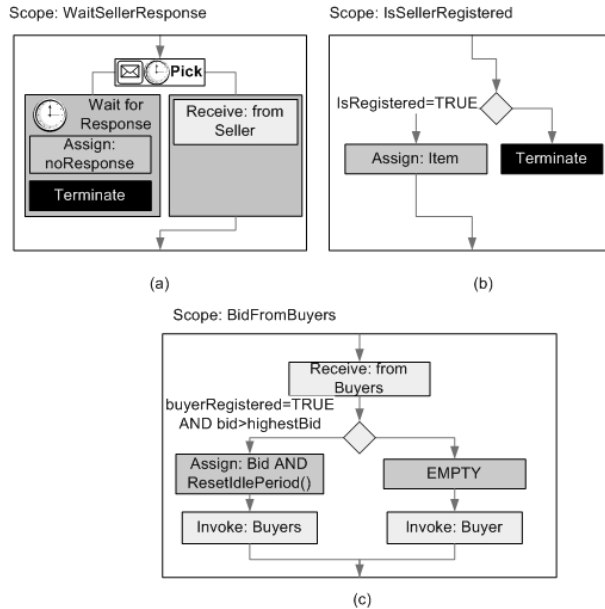 Scope: WaitSellerResponse
Pick
Wait for
Response
Assign:
noResponse
Terminate
Receive: from
Seller
(a)
Scope: IsSellerRegistered
IsRegistered=TRUE
Assign: Item
Terminate
(b)
Scope: BidFromBuyers
Receive: from
Buyers
buyerRegistered=TRUE
AND bid>highestBid
Assign: Bid AND
ResetIdlePeriod()
EMPTY
Invoke: Buyers
Invoke: Buyer
(c)